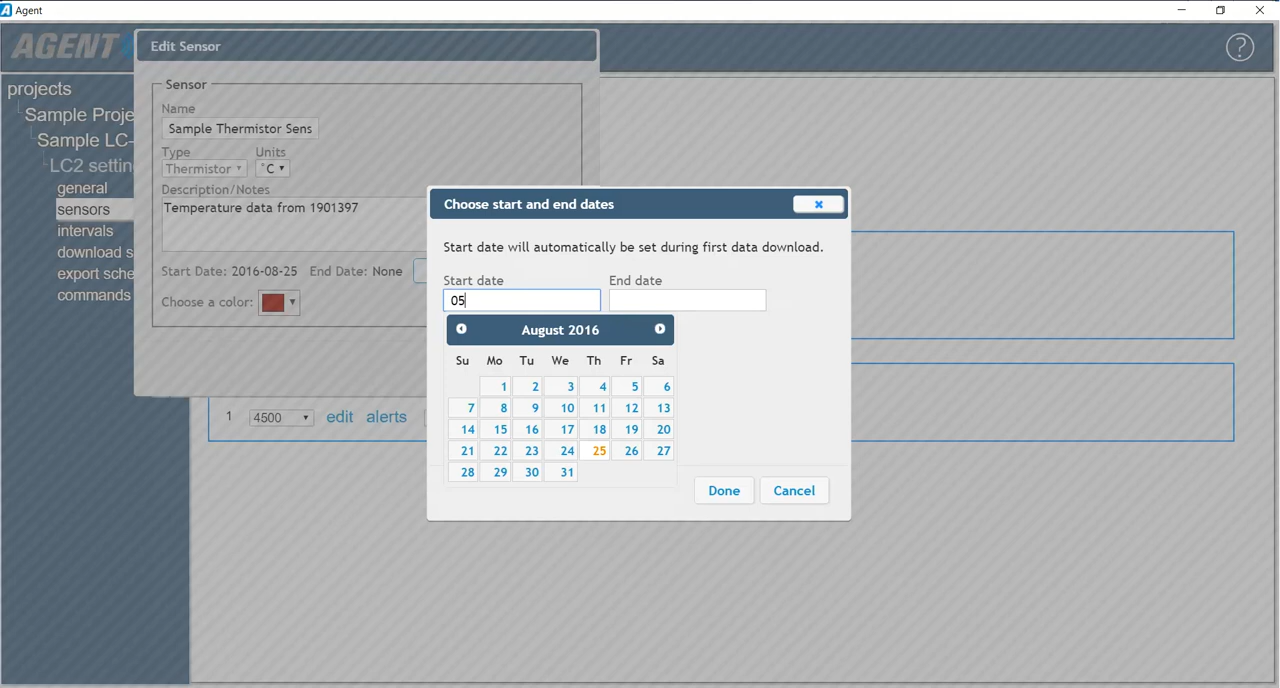 Agent
AGENT
Edit Sensor
projects
Sample Proje
Sample LC-
LC2 settin
general
sensors
intervals
download s
export sche
commands
Sensor
Name
Sample Thermistor Sens
Type Units
Thermistor °C
Description/Notes
Temperature data from 1901397
Start Date: 2016-08-25 End Date: None
Choose a color:
1 4500 edit alerts
Choose start and end dates
Start date will automatically be set during first data download.
Start date End date
05
August 2016
Su Mo Tu We Th Fr Sa
1 2 3 4 5 6
7 8 9 10 11 12 13
14 15 16 17 18 19 20
21 22 23 24 25 26 27
28 29 30 31
Done Cancel